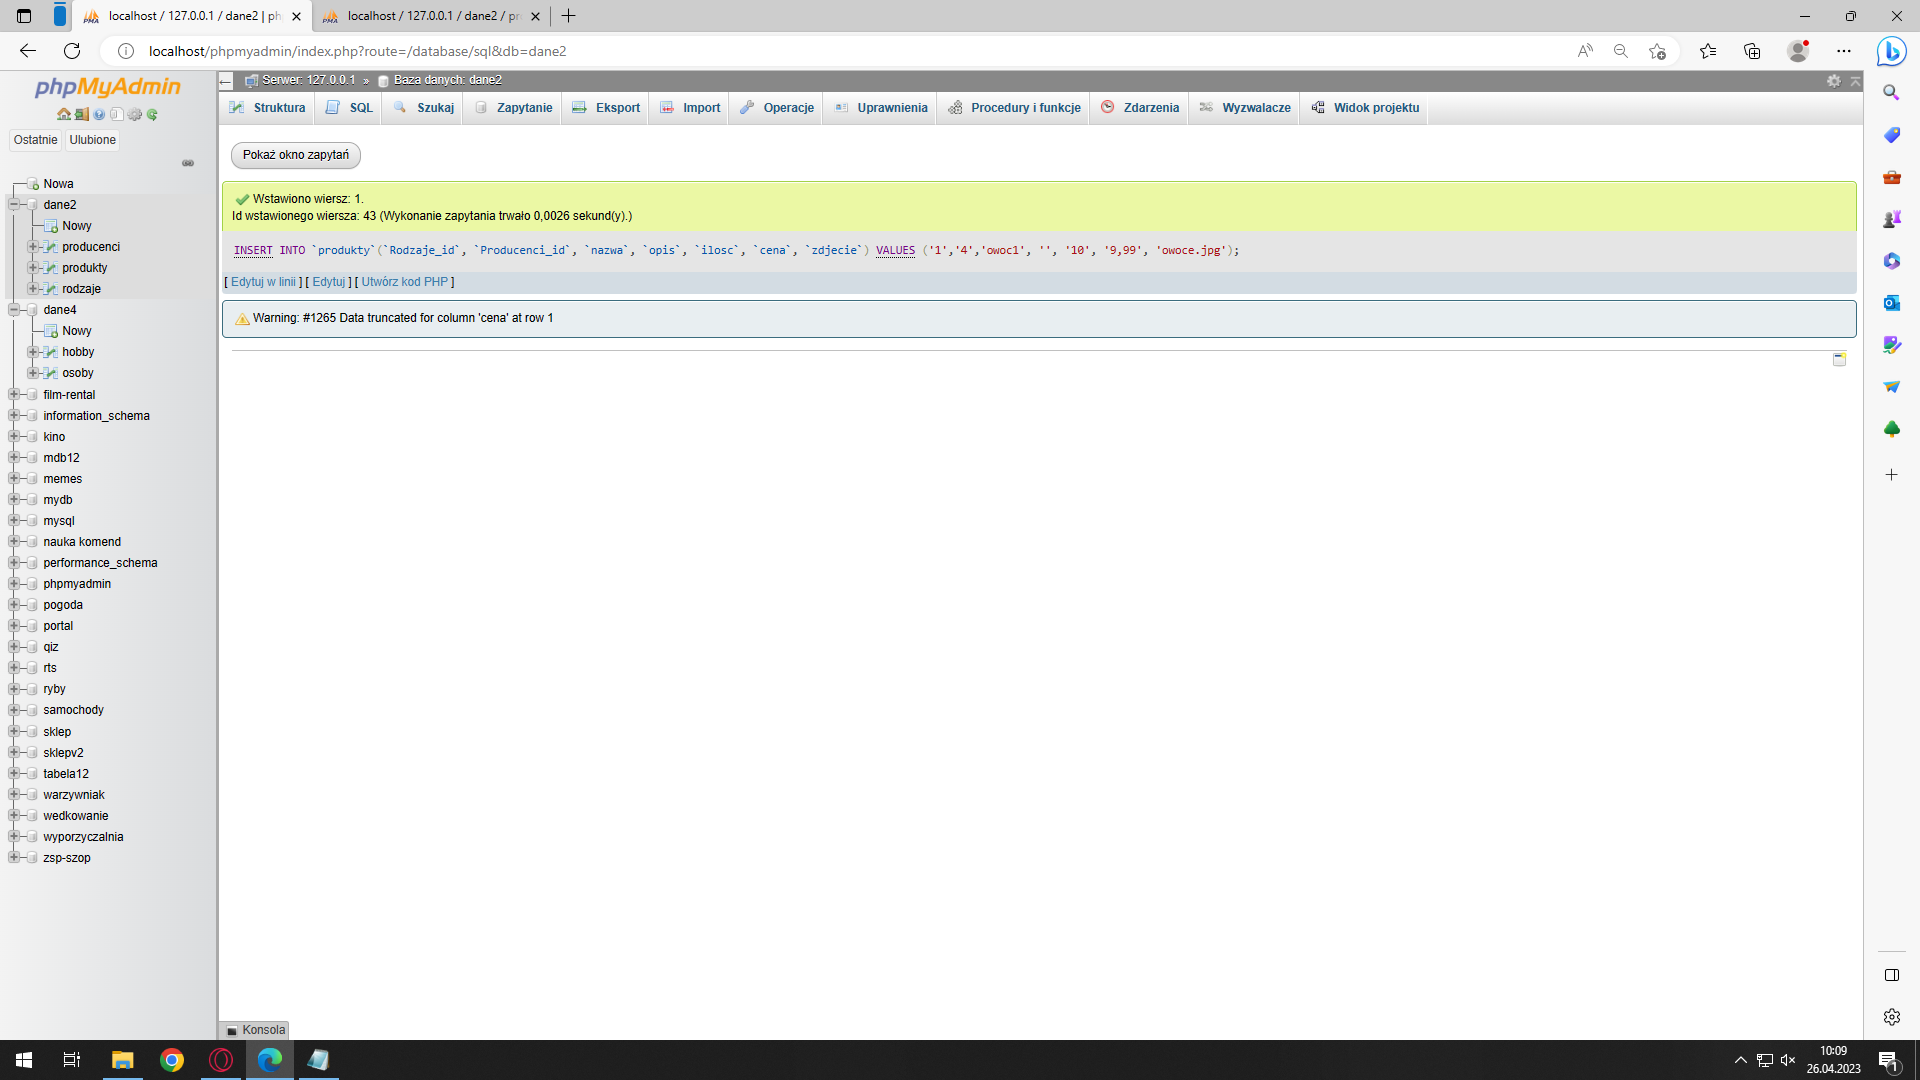 localhost / 127.0.0.1 / dane2 | ph
localhost / 127.0.0.1 / dane2 / pr
localhost/phpmyadmin/index.php?route=/database/sql&db=dane2
phpMyAdmin
Ostatnie
Ulubione
Nowa
dane2
Nowy
producenci
produkty
rodzaje
dane4
Nowy
hobby
osoby
film-rental
information_schema
kino
mdb12
memes
mydb
mysql
nauka komend
performance_schema
phpmyadmin
pogoda
portal
qiz
rts
ryby
samochody
sklep
sklepv2
tabela12
warzywniak
wedkowanie
wyporzyczalnia
zsp-szop
Serwer: 127.0.0.1 » Baza danych: dane2
Struktura SQL Szukaj Zapytanie Eksport Import Operacje Uprawnienia Procedury i funkcje Zdarzenia Wyzwalacze Widok projektu
Pokaż okno zapytań
Wstawiono wiersz: 1.
Id wstawionego wiersza: 43 (Wykonanie zapytania trwało 0,0026 sekund(y).)
INSERT INTO `produkty`(`Rodzaje_id`, `Producenci_id`, `nazwa`, `opis`, `ilosc`, `cena`, `zdjecie`) VALUES ('1','4','owoc1', '', '10', '9,99', 'owoce.jpg');
[ Edytuj w linii ] [ Edytuj ] [ Utwórz kod PHP ]
Warning: #1265 Data truncated for column 'cena' at row 1
Konsola
10:09
26.04.2023
1